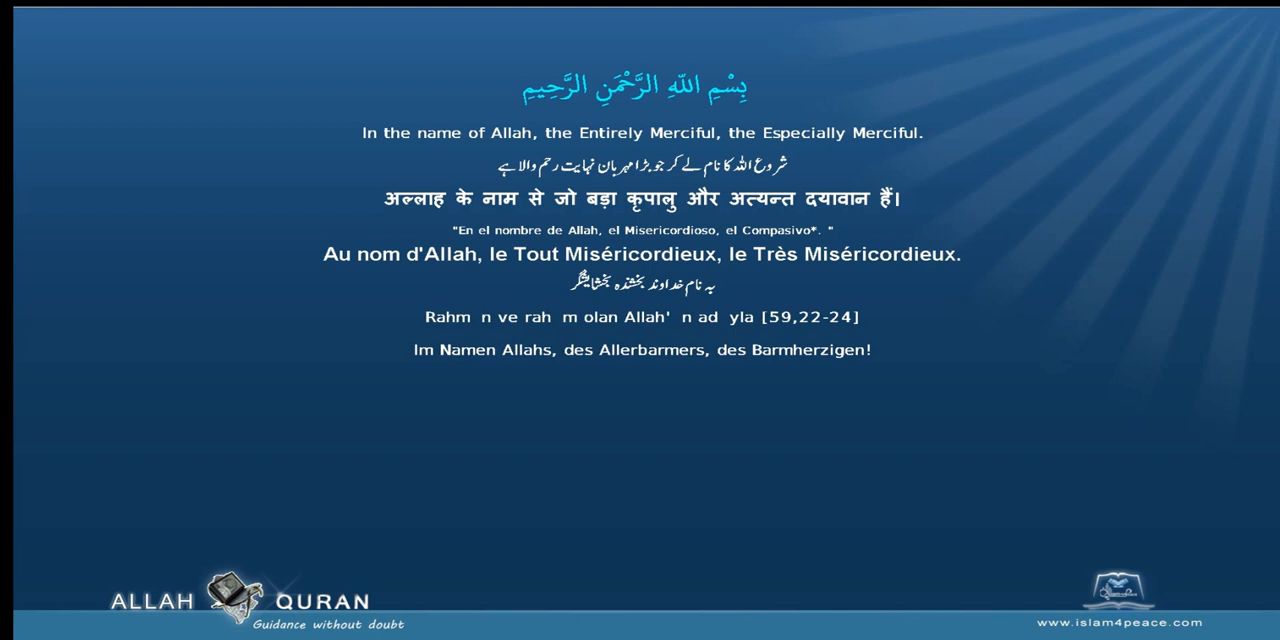 بِسْمِ اللّهِ الرَّحْمَنِ الرَّحِيمِ
In the name of Allah, the Entirely Merciful, the Especially Merciful.
شروع اللہ کا نام لے کر جو بڑا مہربان نہایت رحم والا ہے
अल्लाह के नाम से जो बड़ा कृपालु और अत्यन्त दयावान हैं।
"En el nombre de Allah, el Misericordioso, el Compasivo*. "
Au nom d'Allah, le Tout Miséricordieux, le Très Miséricordieux.
به نام خداوند بخشنده بخشایشگر
Rahm n ve rah m olan Allah' n ad yla [59,22-24]
Im Namen Allahs, des Allerbarmers, des Barmherzigen!
ALLAH QURAN
Guidance without doubt
www.islam4peace.com